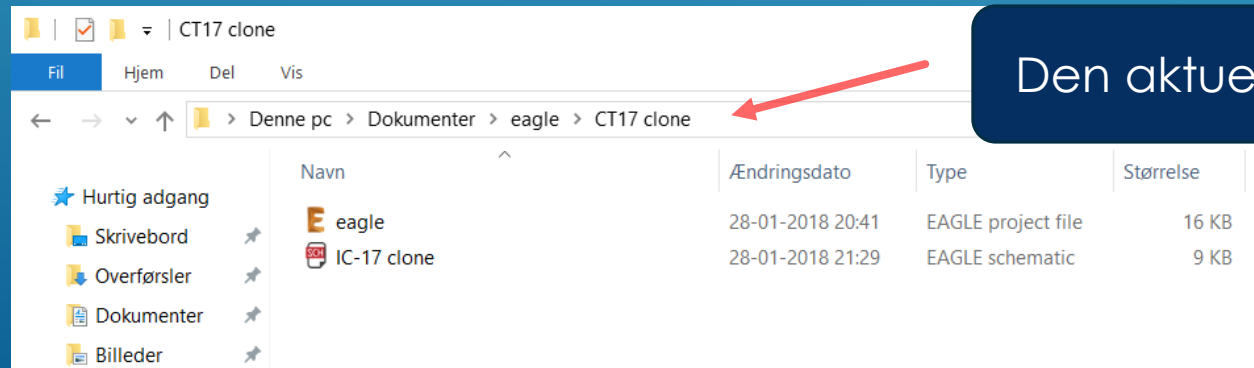 CT17 clone
Fil Hjem Del Vis
Den aktue
Denne pc > Dokumenter > eagle > CT17 clone
Navn Ændringsdato Type Størrelse
Hurtig adgang
eagle 28-01-2018 20:41 EAGLE project file 16 KB
Skrivebord
IC-17 clone 28-01-2018 21:29 EAGLE schematic 9 KB
Overførsler
Dokumenter
Billeder